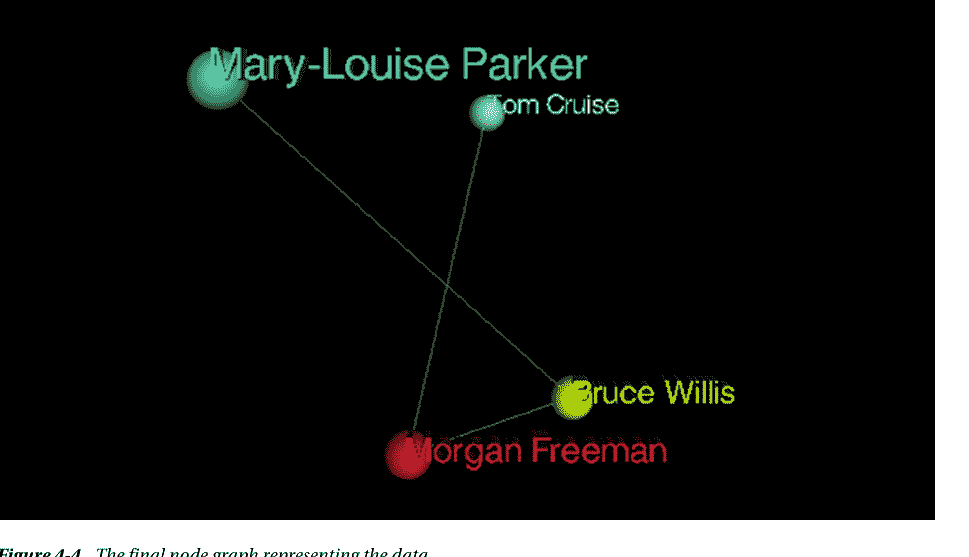 Mary-Louise Parker
Tom Cruise
Bruce Willis
Morgan Freeman
Figure 4-4. The final node graph representing the data